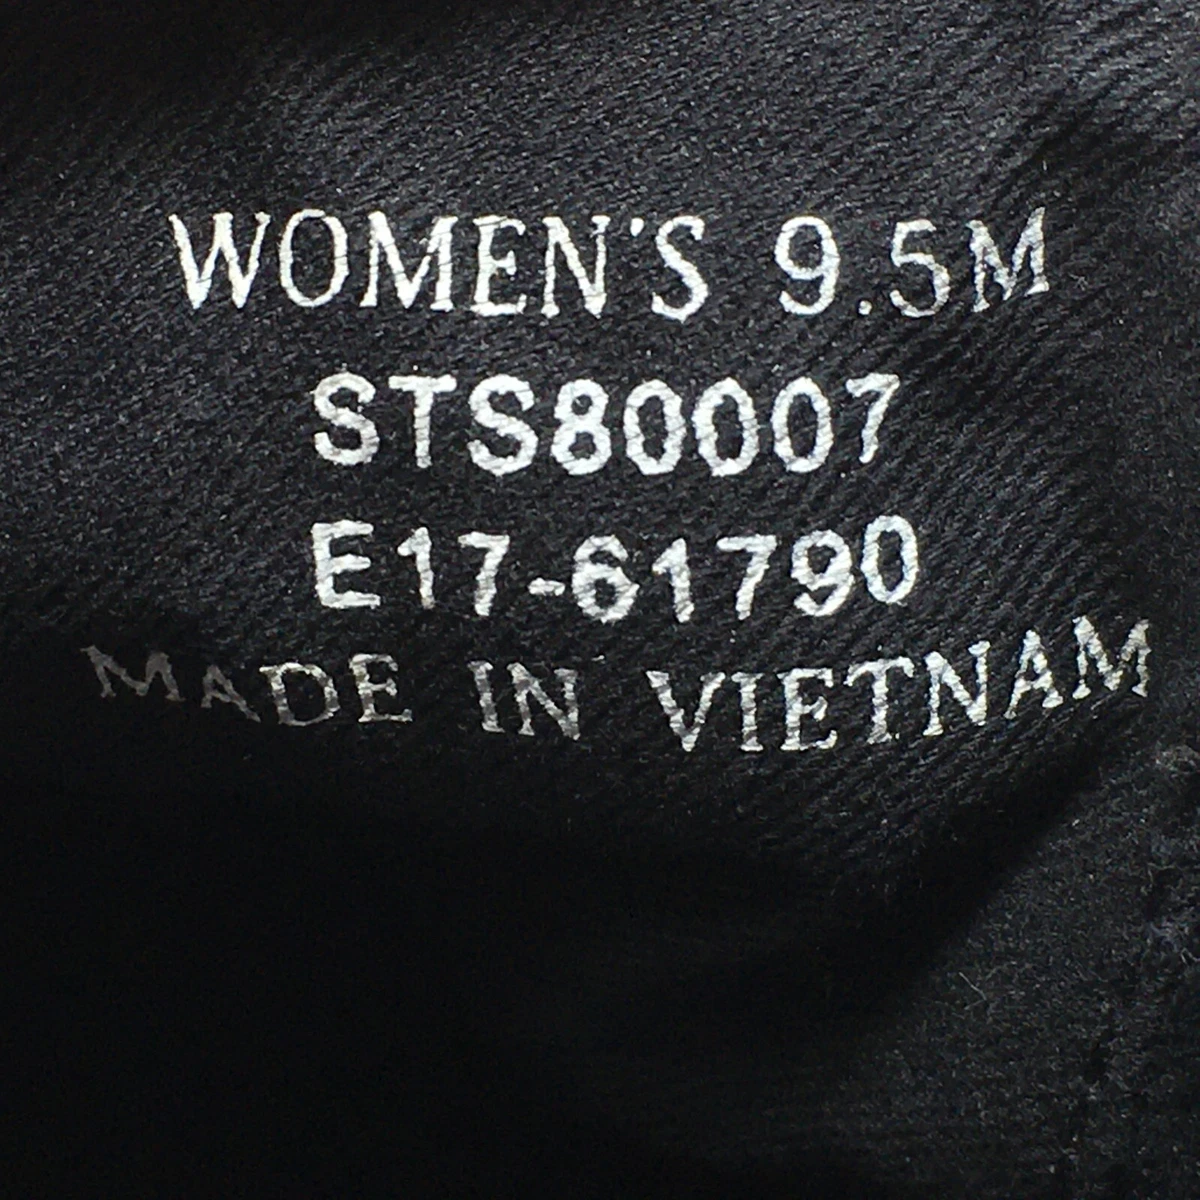 WOMEN'S 9.5M
STS80007
E17-61790
MADE IN VIETNAM